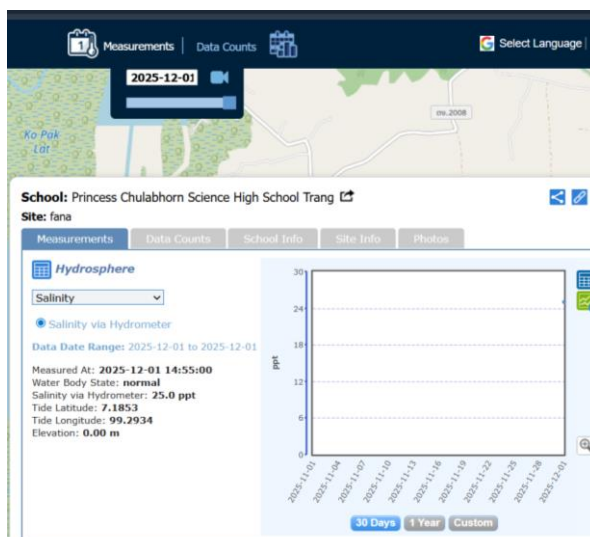 Measurements | Data Counts
Select Language
2025-12-01
Ko Pak
Lat
School: Princess Chulabhorn Science High School Trang
Site: fana
Measurements Data Counts School Info Site Info Photos
Hydrosphere
Salinity
Salinity via Hydrometer
Data Date Range: 2025-12-01 to 2025-12-01
Measured At: 2025-12-01 14:55:00
Water Body State: normal
Salinity via Hydrometer: 25.0 ppt
Tide Latitude: 7.1853
Tide Longitude: 99.2934
Elevation: 0.00 m
30
24
18
12
6
0
ppt
2025-11-01
2025-11-04
2025-11-07
2025-11-10
2025-11-13
2025-11-16
2025-11-19
2025-11-22
2025-11-25
2025-11-28
2025-12-01
30 Days 1 Year Custom